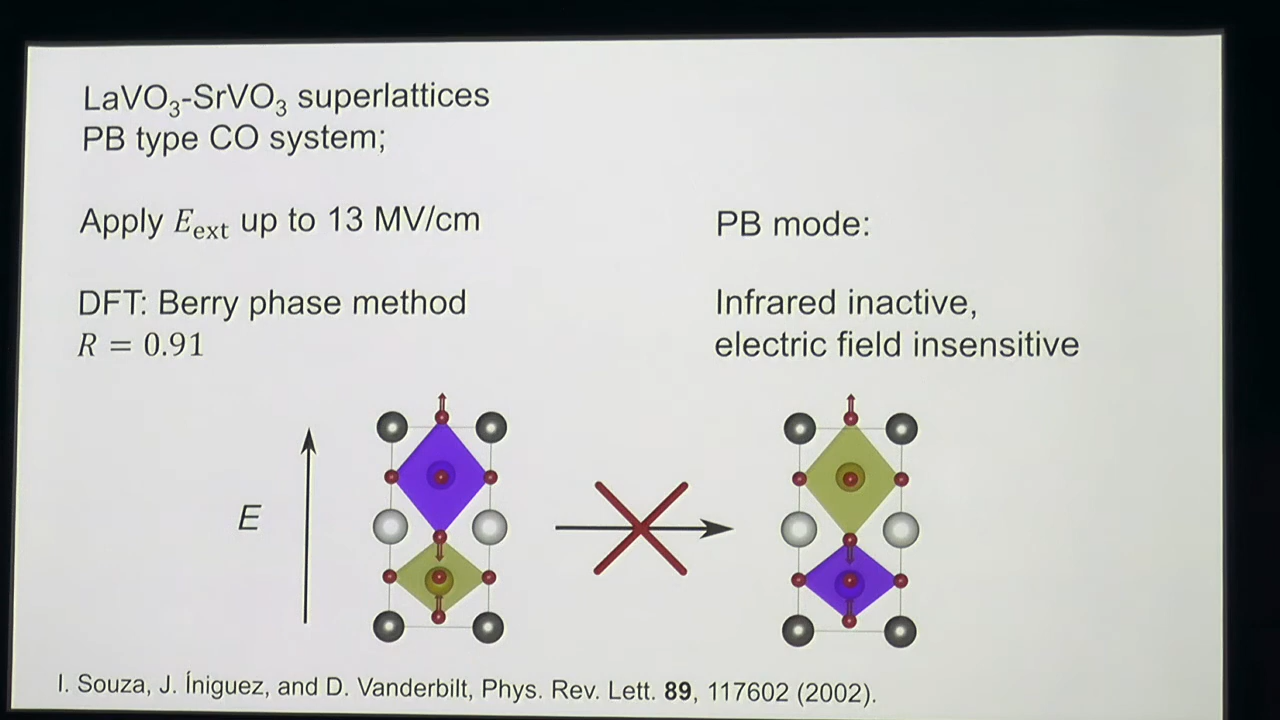 LaVO₃-SrVO₃ superlattices
PB type CO system;
Apply E_ext up to 13 MV/cm
DFT: Berry phase method
R = 0.91
PB mode:
Infrared inactive,
electric field insensitive
E
I. Souza, J. Íniguez, and D. Vanderbilt, Phys. Rev. Lett. 89, 117602 (2002).